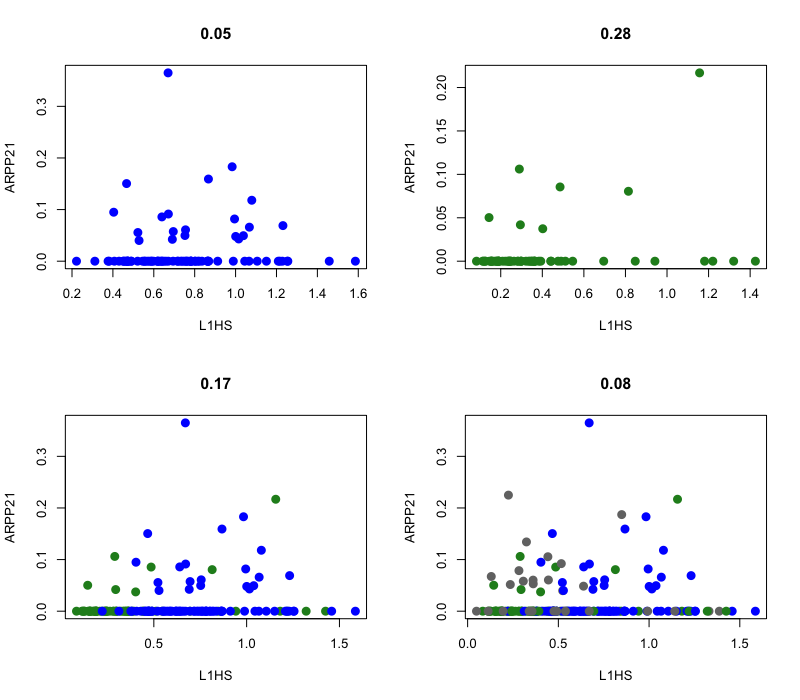 0.05
0.28
ARPP21
0.0 0.1 0.2 0.3
0.2 0.4 0.6 0.8 1.0 1.2 1.4 1.6
L1HS
ARPP21
0.00 0.05 0.10 0.15 0.20
0.2 0.4 0.6 0.8 1.0 1.2 1.4
L1HS
0.17
0.08
ARPP21
0.0 0.1 0.2 0.3
0.5 1.0 1.5
L1HS
ARPP21
0.0 0.1 0.2 0.3
0.0 0.5 1.0 1.5
L1HS